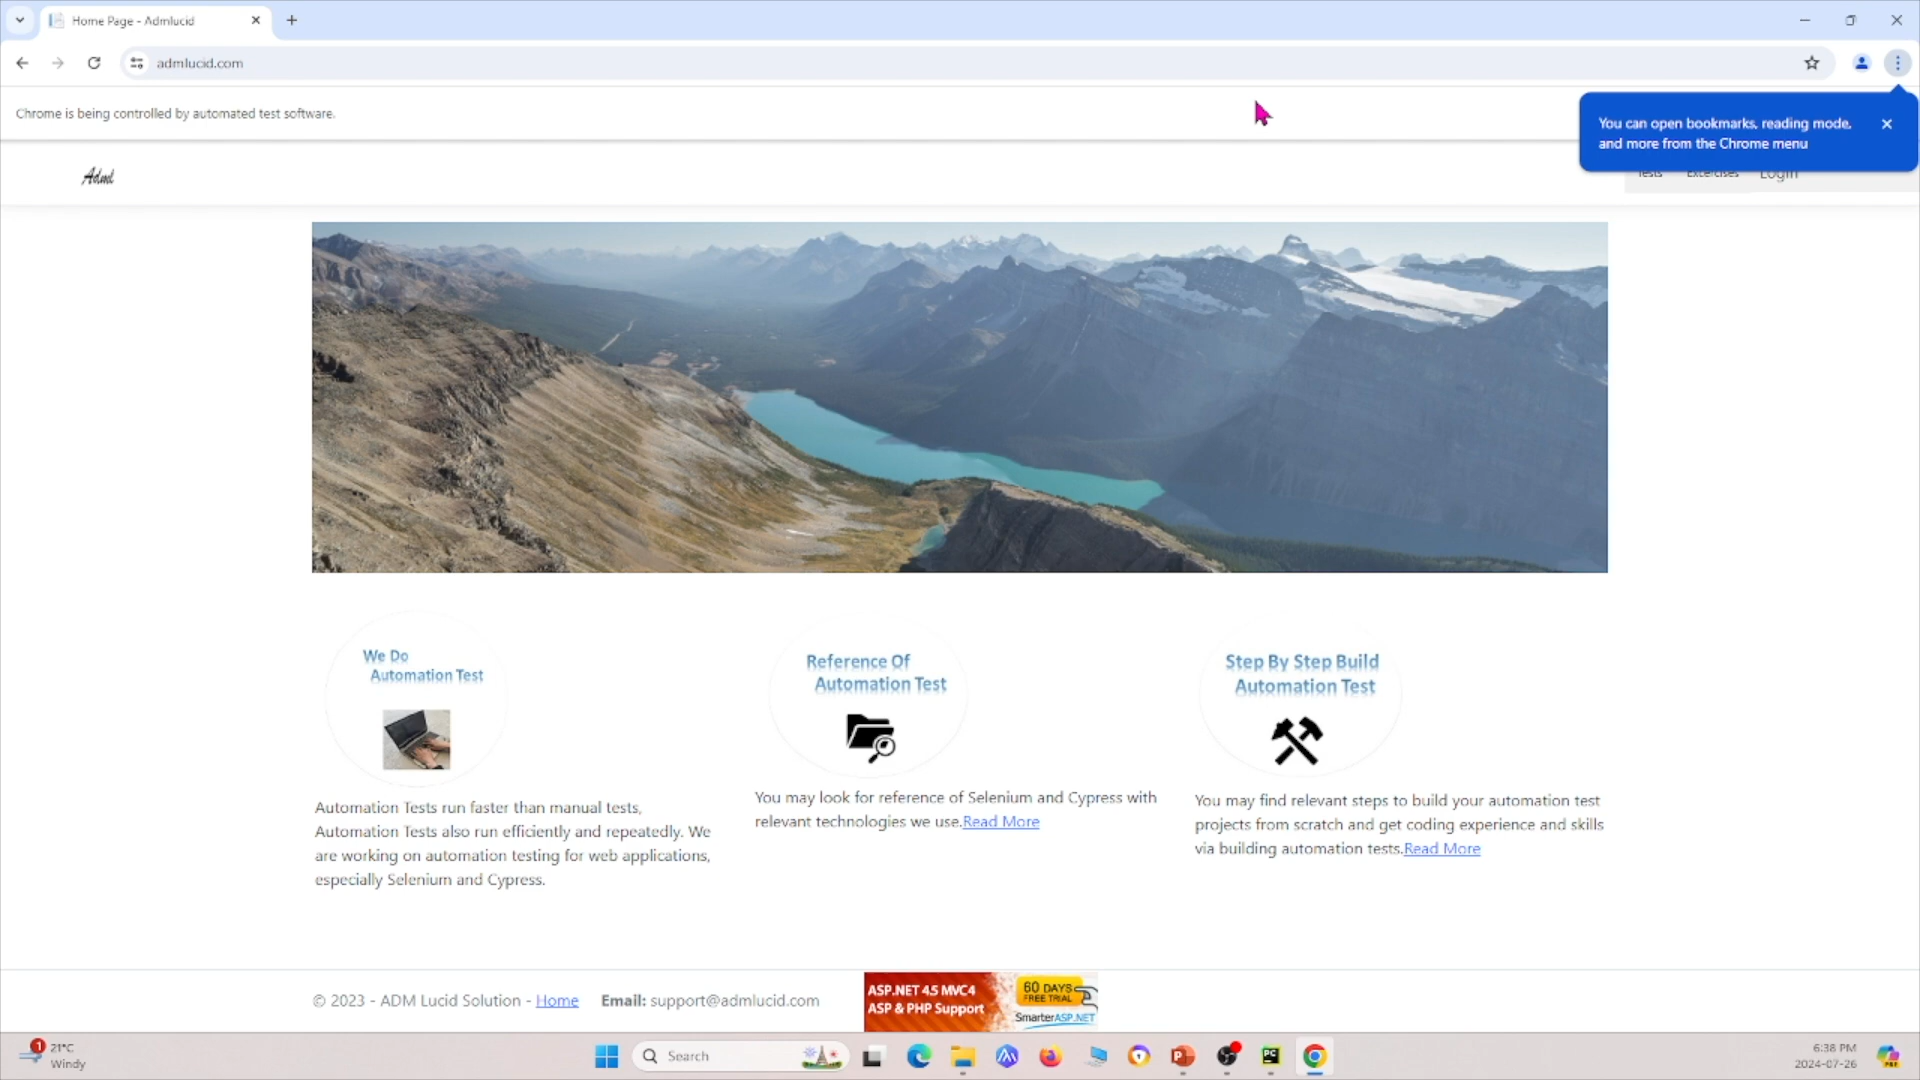 Home Page - Admlucid
admlucid.com
Chrome is being controlled by automated test software.
You can open bookmarks, reading mode,
and more from the Chrome menu
Adml
Tests Excercises Login
We Do
Automation Test
Reference Of
Automation Test
Step By Step Build
Automation Test
Automation Tests run faster than manual tests,
Automation Tests also run efficiently and repeatedly. We
are working on automation testing for web applications,
especially Selenium and Cypress.
You may look for reference of Selenium and Cypress with
relevant technologies we use.Read More
You may find relevant steps to build your automation test
projects from scratch and get coding experience and skills
via building automation tests.Read More
© 2023 - ADM Lucid Solution - Home Email: support@admlucid.com
ASP.NET 4.5 MVC4
ASP & PHP Support
60 DAYS
FREE TRIAL
SmarterASP.NET
1
21°C
Windy
Search
P
PC
6:38 PM
2024-07-26
PRE